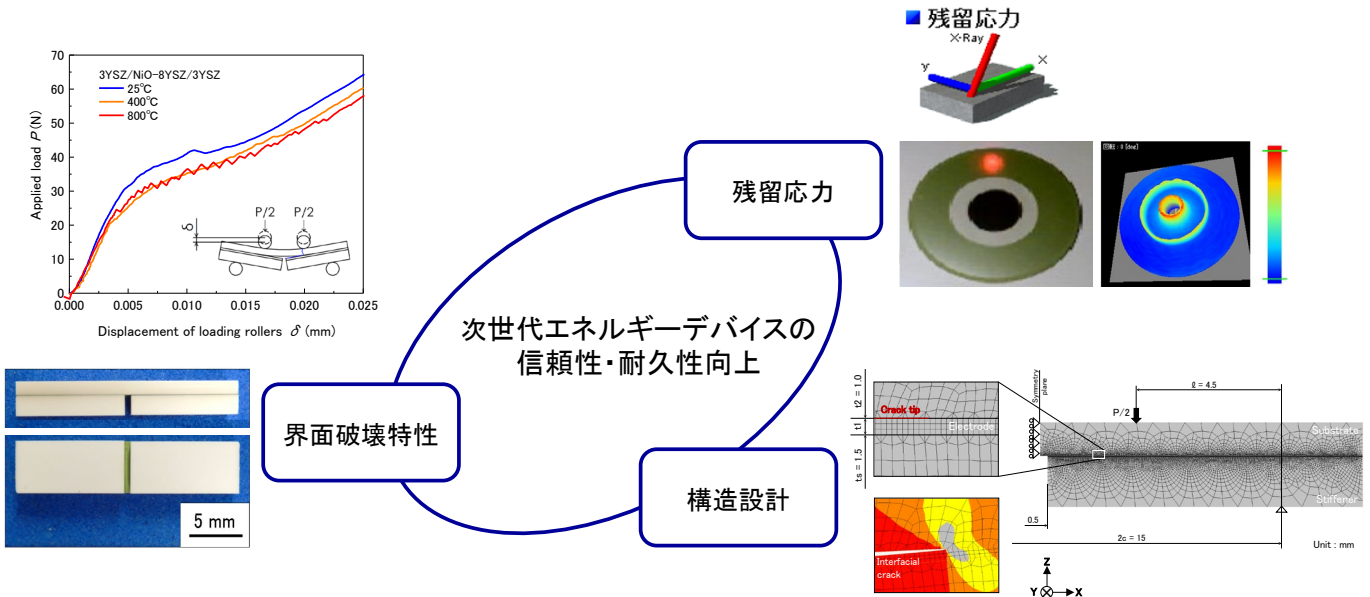 70
60
50
40
30
20
10
0
Applied load P (N)
3YSZ/NiO-8YSZ/3YSZ
25℃
400℃
800℃
P/2 P/2
δ
0.000 0.005 0.010 0.015 0.020 0.025
Displacement of loading rollers δ (mm)
5 mm
残留応力
X-Ray
Y
X
残留応力
次世代エネルギーデバイスの
信頼性・耐久性向上
界面破壊特性
構造設計
t2 = 1.0
t1
ts = 1.5
Crack tip
Electrode
Symmetry
plane
ℓ = 4.5
P/2
Substrate
Stiffener
0.5
2c = 15
Unit : mm
Interfacial
crack
Z
Y X